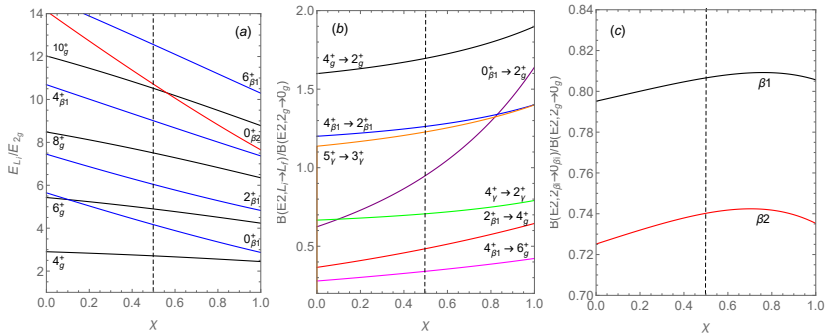 (a)
14
12
10
8
6
4
2
0.0
0.2
0.4
0.6
0.8
1.0
χ
E_{L_i}/E_{2_g}
10^+_g
4^+_{β1}
8^+_g
6^+_g
4^+_g
6^+_{β1}
0^+_{β2}
2^+_{β1}
0^+_{β1}
(b)
2.0
1.5
1.0
0.5
0.0
0.2
0.4
0.6
0.8
1.0
χ
B(E2,L_i→L_f)/B(E2,2_g→0_g)
4^+_g→2^+_g
0^+_{β1}→2^+_g
4^+_{β1}→2^+_{β1}
5^+_γ→3^+_γ
4^+_γ→2^+_γ
2^+_{β1}→4^+_g
4^+_{β1}→6^+_g
(c)
0.84
0.82
0.80
0.78
0.76
0.74
0.72
0.70
0.0
0.2
0.4
0.6
0.8
1.0
χ
B(E2,2_{βi}→0_{βi})/B(E2,2_g→0_g)
β1
β2